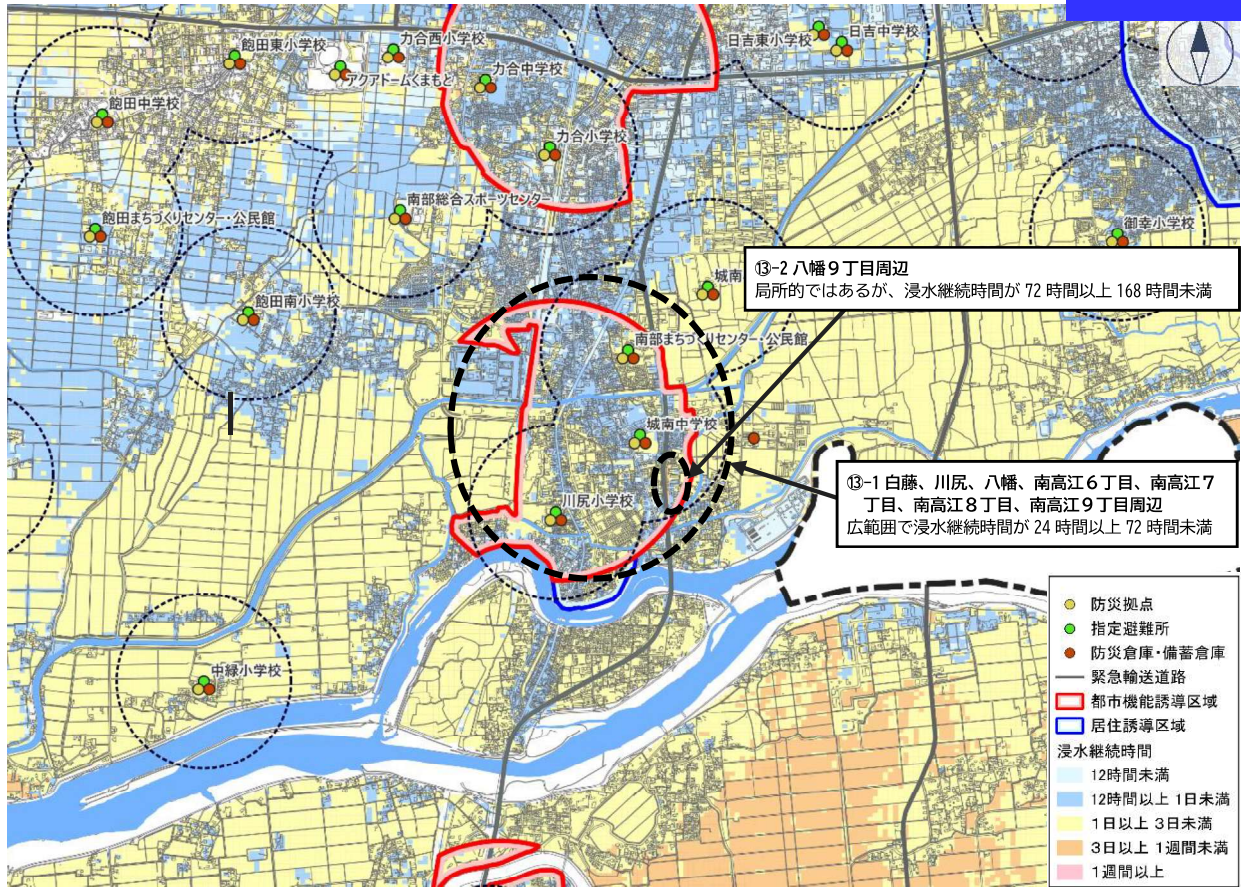 飽田東小学校
力合西小学校
日吉東小学校
日吉中学校
アクアドームくまもと
力合中学校
飽田中学校
力合小学校
南部総合スポーツセンター
飽田まちづくりセンター・公民館
御幸小学校
飽田南小学校
城南
⑬-2 八幡9丁目周辺
局所的ではあるが、浸水継続時間が 72 時間以上 168 時間未満
南部まちづくりセンター・公民館
城南中学校
川尻小学校
⑬-1 白藤、川尻、八幡、南高江6丁目、南高江7
丁目、南高江8丁目、南高江9丁目周辺
広範囲で浸水継続時間が 24 時間以上 72 時間未満
中緑小学校
防災拠点
指定避難所
防災倉庫・備蓄倉庫
緊急輸送道路
都市機能誘導区域
居住誘導区域
浸水継続時間
12時間未満
12時間以上 1日未満
1日以上 3日未満
3日以上 1週間未満
1週間以上